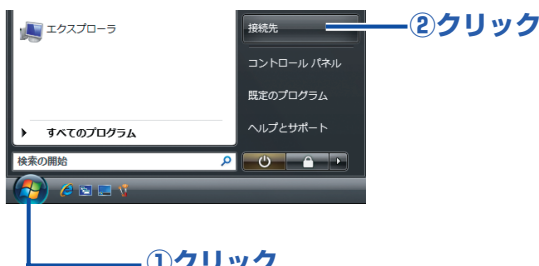 エクスプローラ
接続先
②クリック
コントロール パネル
既定のプログラム
すべてのプログラム
ヘルプとサポート
検索の開始
①クリック